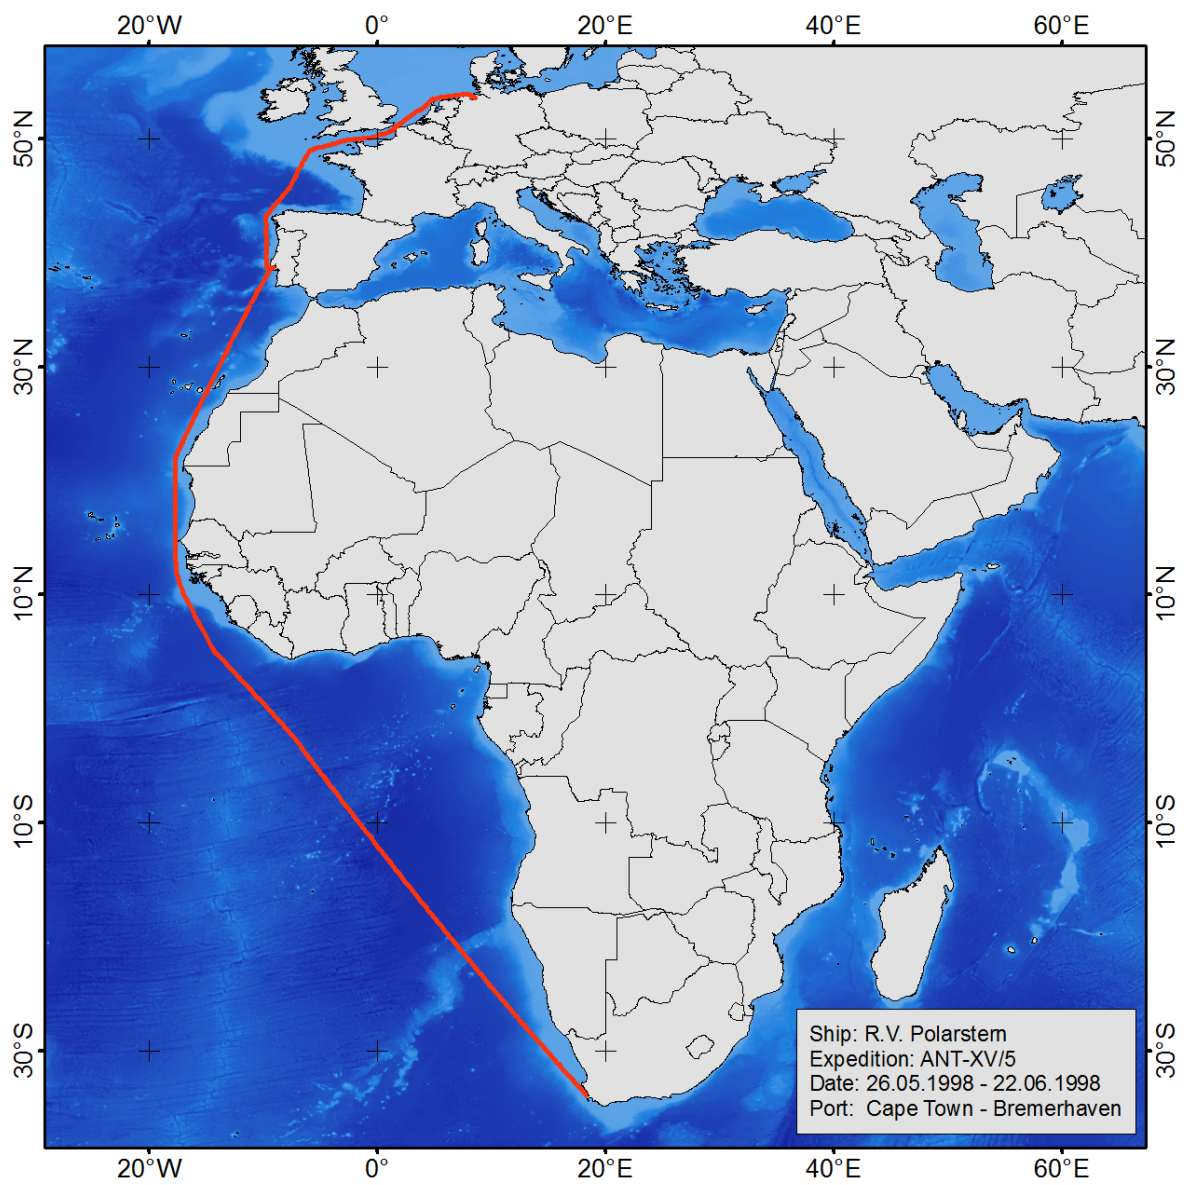 20°W 0° 20°E 40°E 60°E
50°N 50°N
30°N 30°N
10°N 10°N
10°S 10°S
30°S 30°S
Ship: R.V. Polarstern
Expedition: ANT-XV/5
Date: 26.05.1998 - 22.06.1998
Port: Cape Town - Bremerhaven
20°W 0° 20°E 40°E 60°E